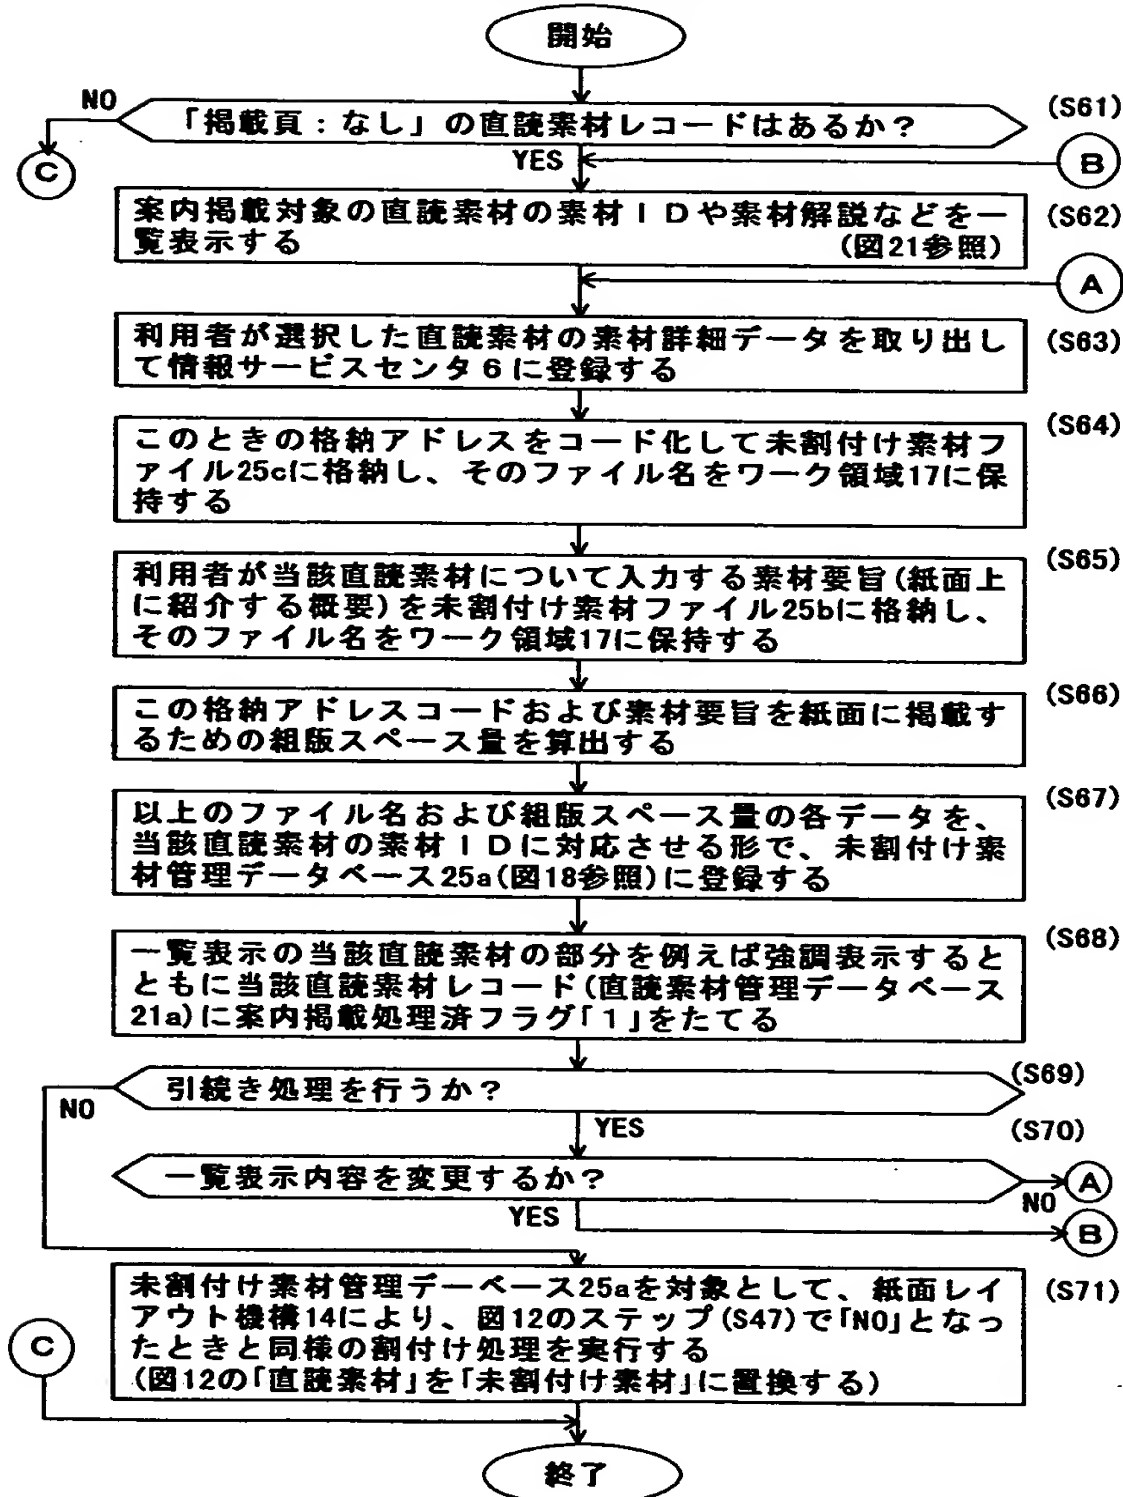 開始
NO
「掲載頁：なし」の直読素材レコードはあるか？
(S61)
C
YES
B
案内掲載対象の直読素材の素材ＩＤや素材解説などを一
覧表示する (図21参照)
(S62)
A
利用者が選択した直読素材の素材詳細データを取り出し
て情報サービスセンタ６に登録する
(S63)
このときの格納アドレスをコード化して未割付け素材フ
ァイル25cに格納し、そのファイル名をワーク領域17に保
持する
(S64)
利用者が当該直読素材について入力する素材要旨(紙面上
に紹介する概要)を未割付け素材ファイル25bに格納し、
そのファイル名をワーク領域17に保持する
(S65)
この格納アドレスコードおよび素材要旨を紙面に掲載す
るための組版スペース量を算出する
(S66)
以上のファイル名および組版スペース量の各データを、
当該直読素材の素材ＩＤに対応させる形で、未割付け素
材管理データベース25a(図18参照)に登録する
(S67)
一覧表示の当該直読素材の部分を例えば強調表示すると
ともに当該直読素材レコード(直読素材管理データベース
21a)に案内掲載処理済フラグ「１」をたてる
(S68)
引続き処理を行うか？
(S69)
NO
YES
(S70)
一覧表示内容を変更するか？
A
NO
YES
B
未割付け素材管理デーベース25aを対象として、紙面レイ
アウト機構14により、図12のステップ(S47)で「NO」となっ
たときと同様の割付け処理を実行する
(図12の「直読素材」を「未割付け素材」に置換する)
(S71)
C
終了